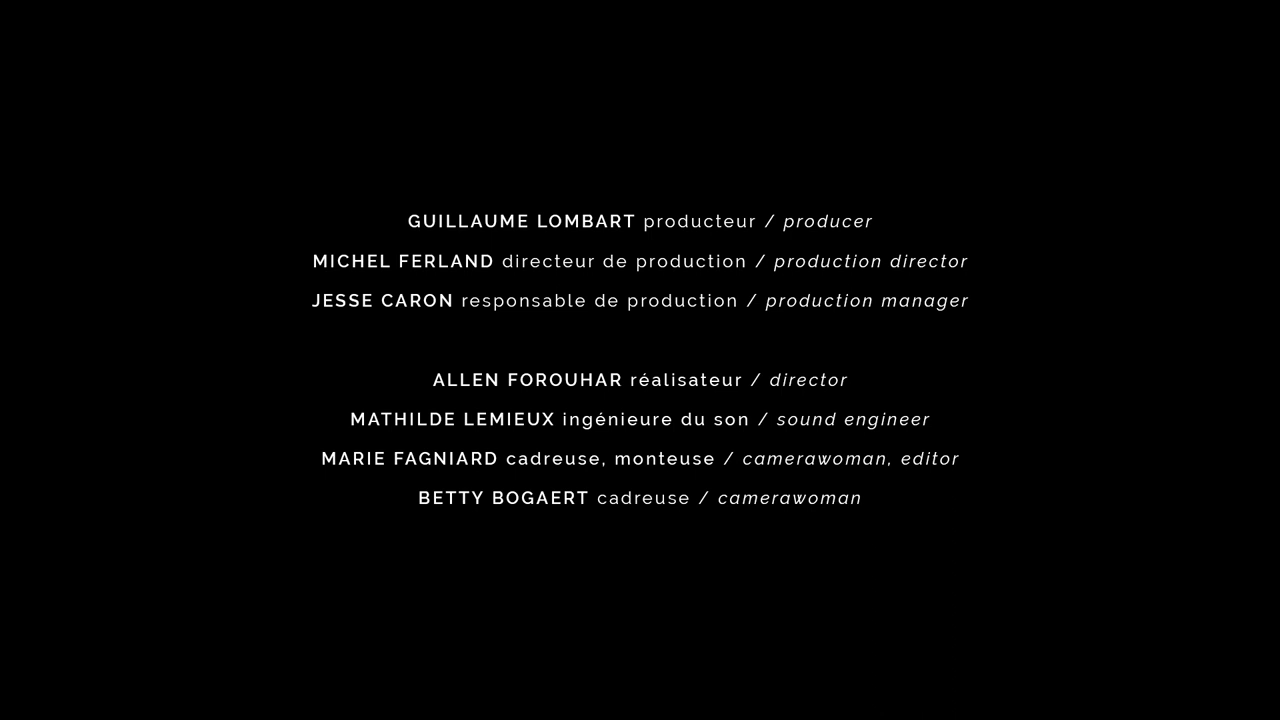 GUILLAUME LOMBART producteur / producer
MICHEL FERLAND directeur de production / production director
JESSE CARON responsable de production / production manager
ALLEN FOROUHAR réalisateur / director
MATHILDE LEMIEUX ingénieure du son / sound engineer
MARIE FAGNIARD cadreuse, monteuse / camerawoman, editor
BETTY BOGAERT cadreuse / camerawoman